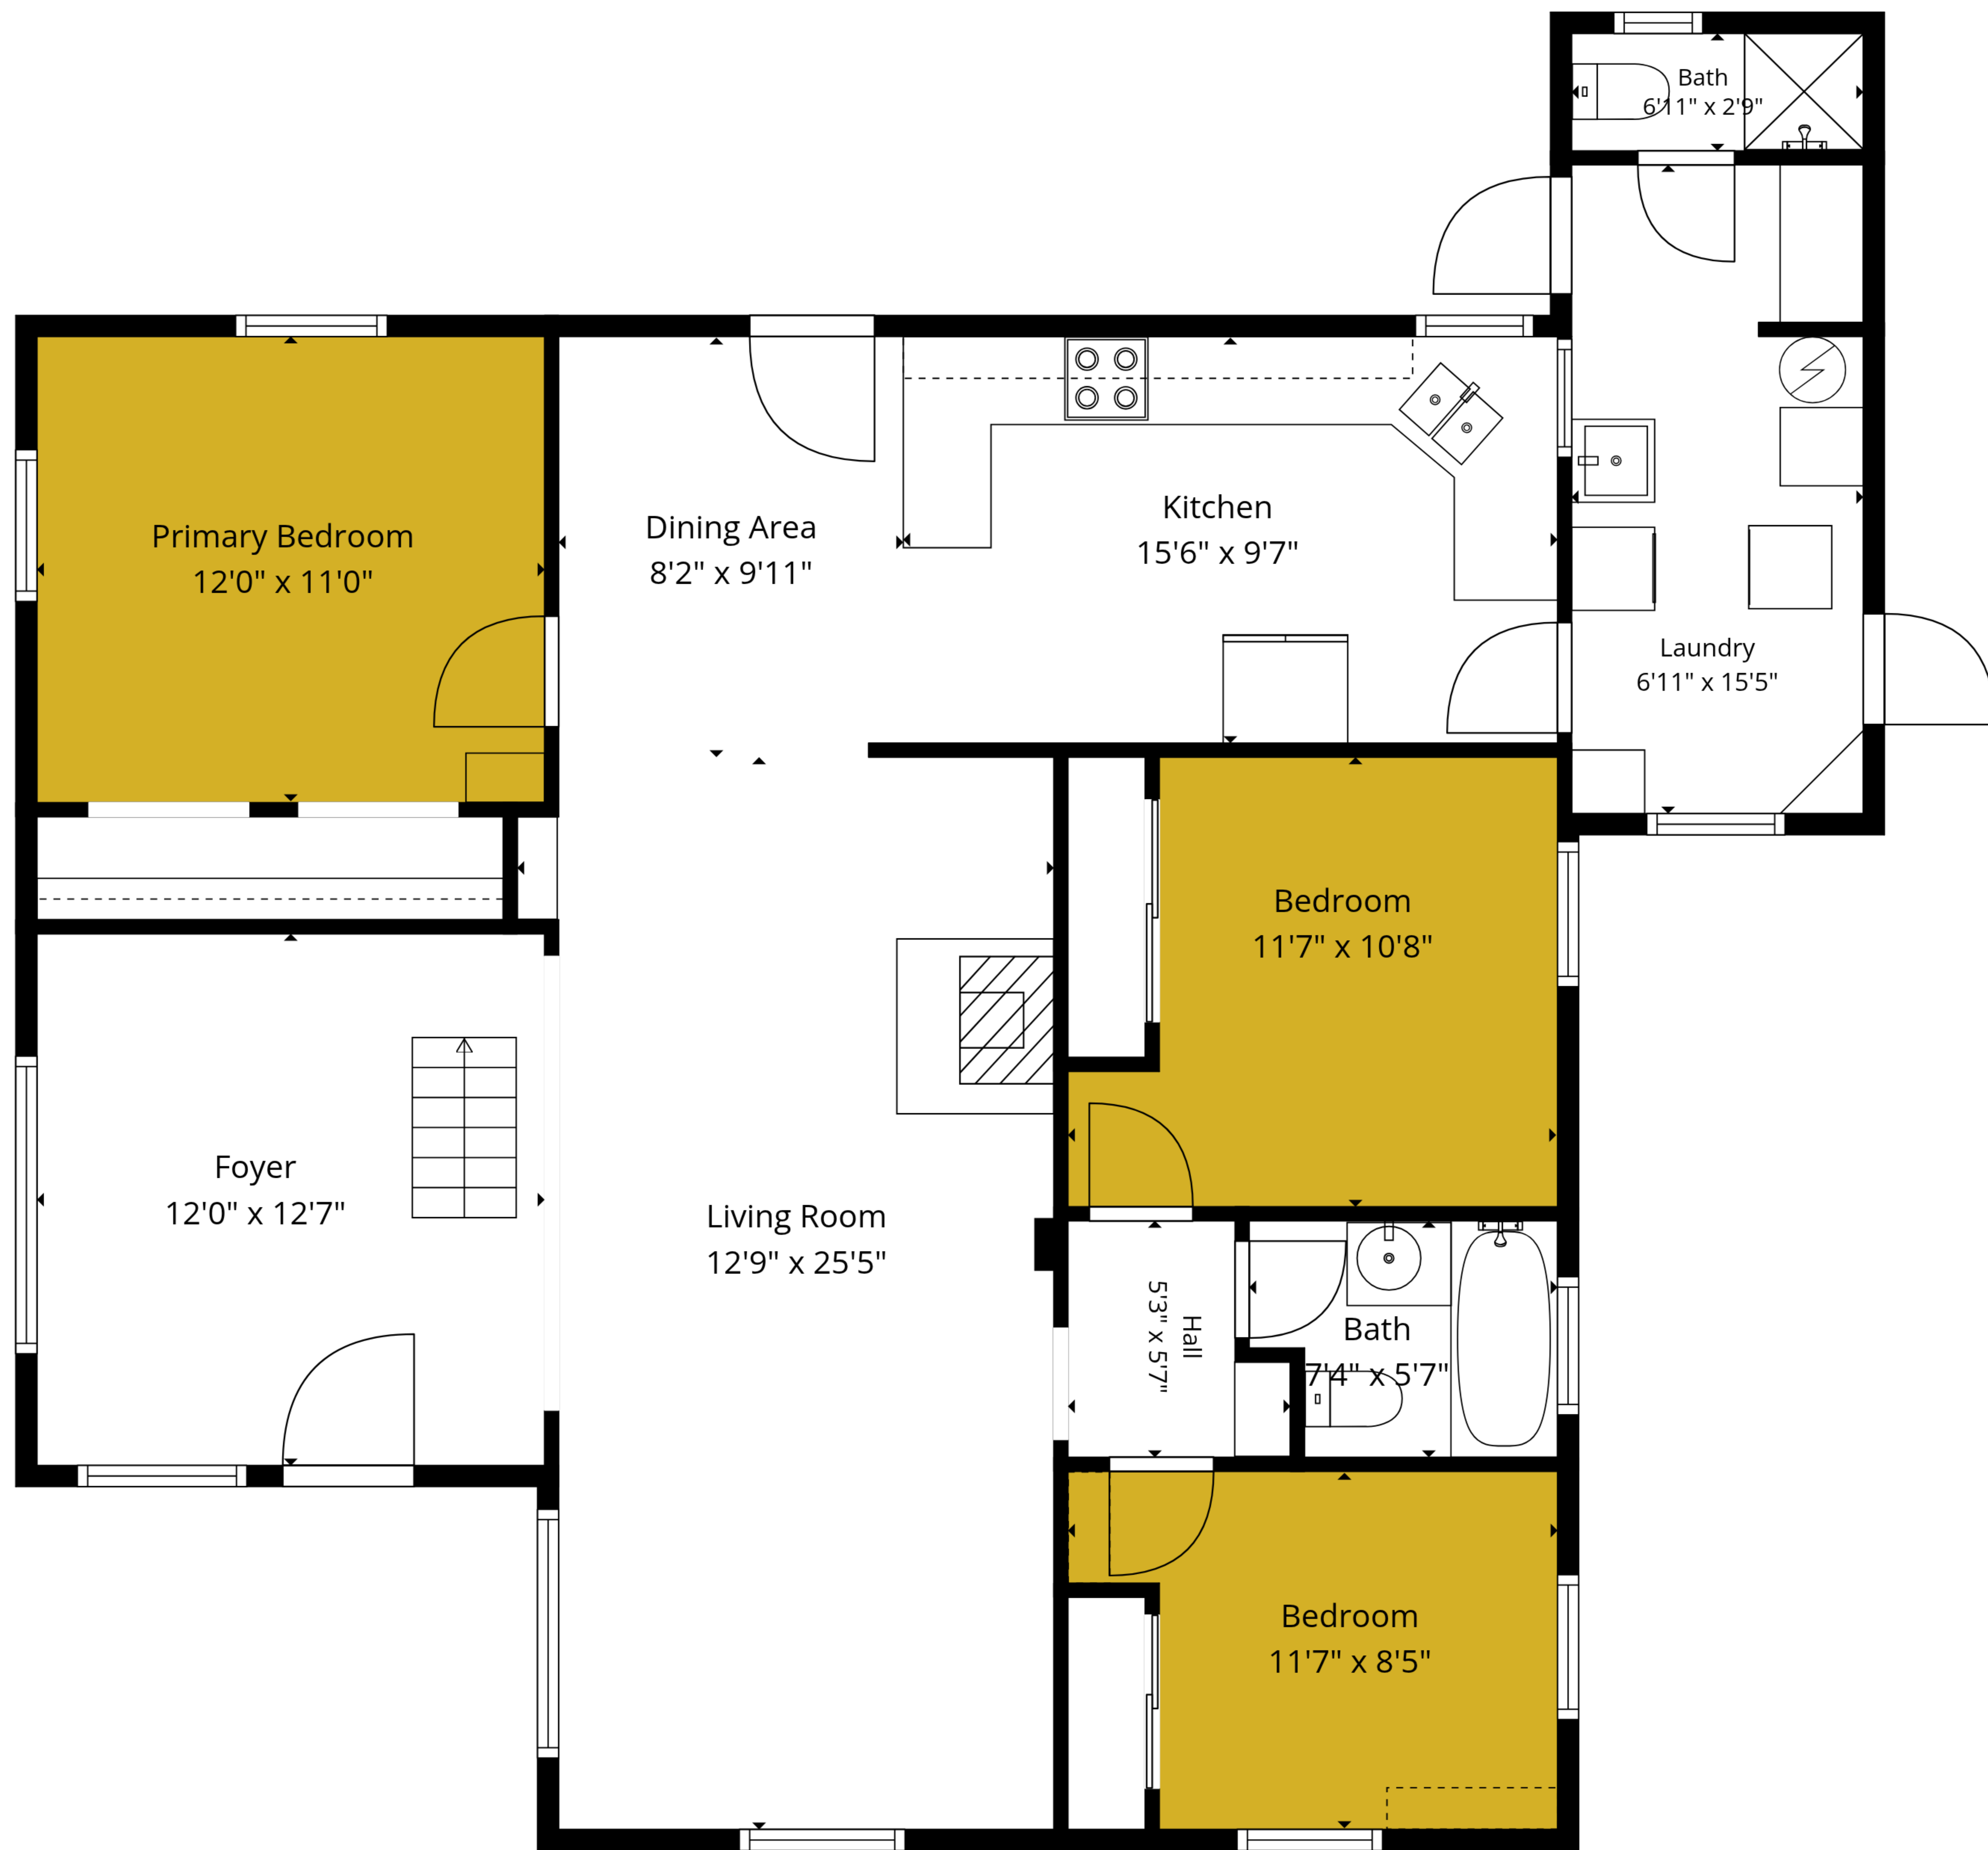 Bath
6'11" x 2'9"
Primary Bedroom
12'0" x 11'0"
Dining Area
8'2" x 9'11"
Kitchen
15'6" x 9'7"
Laundry
6'11" x 15'5"
Bedroom
11'7" x 10'8"
Foyer
12'0" x 12'7"
Living Room
12'9" x 25'5"
Hall
5'3" x 5'7"
Bath
7'4" x 5'7"
Bedroom
11'7" x 8'5"